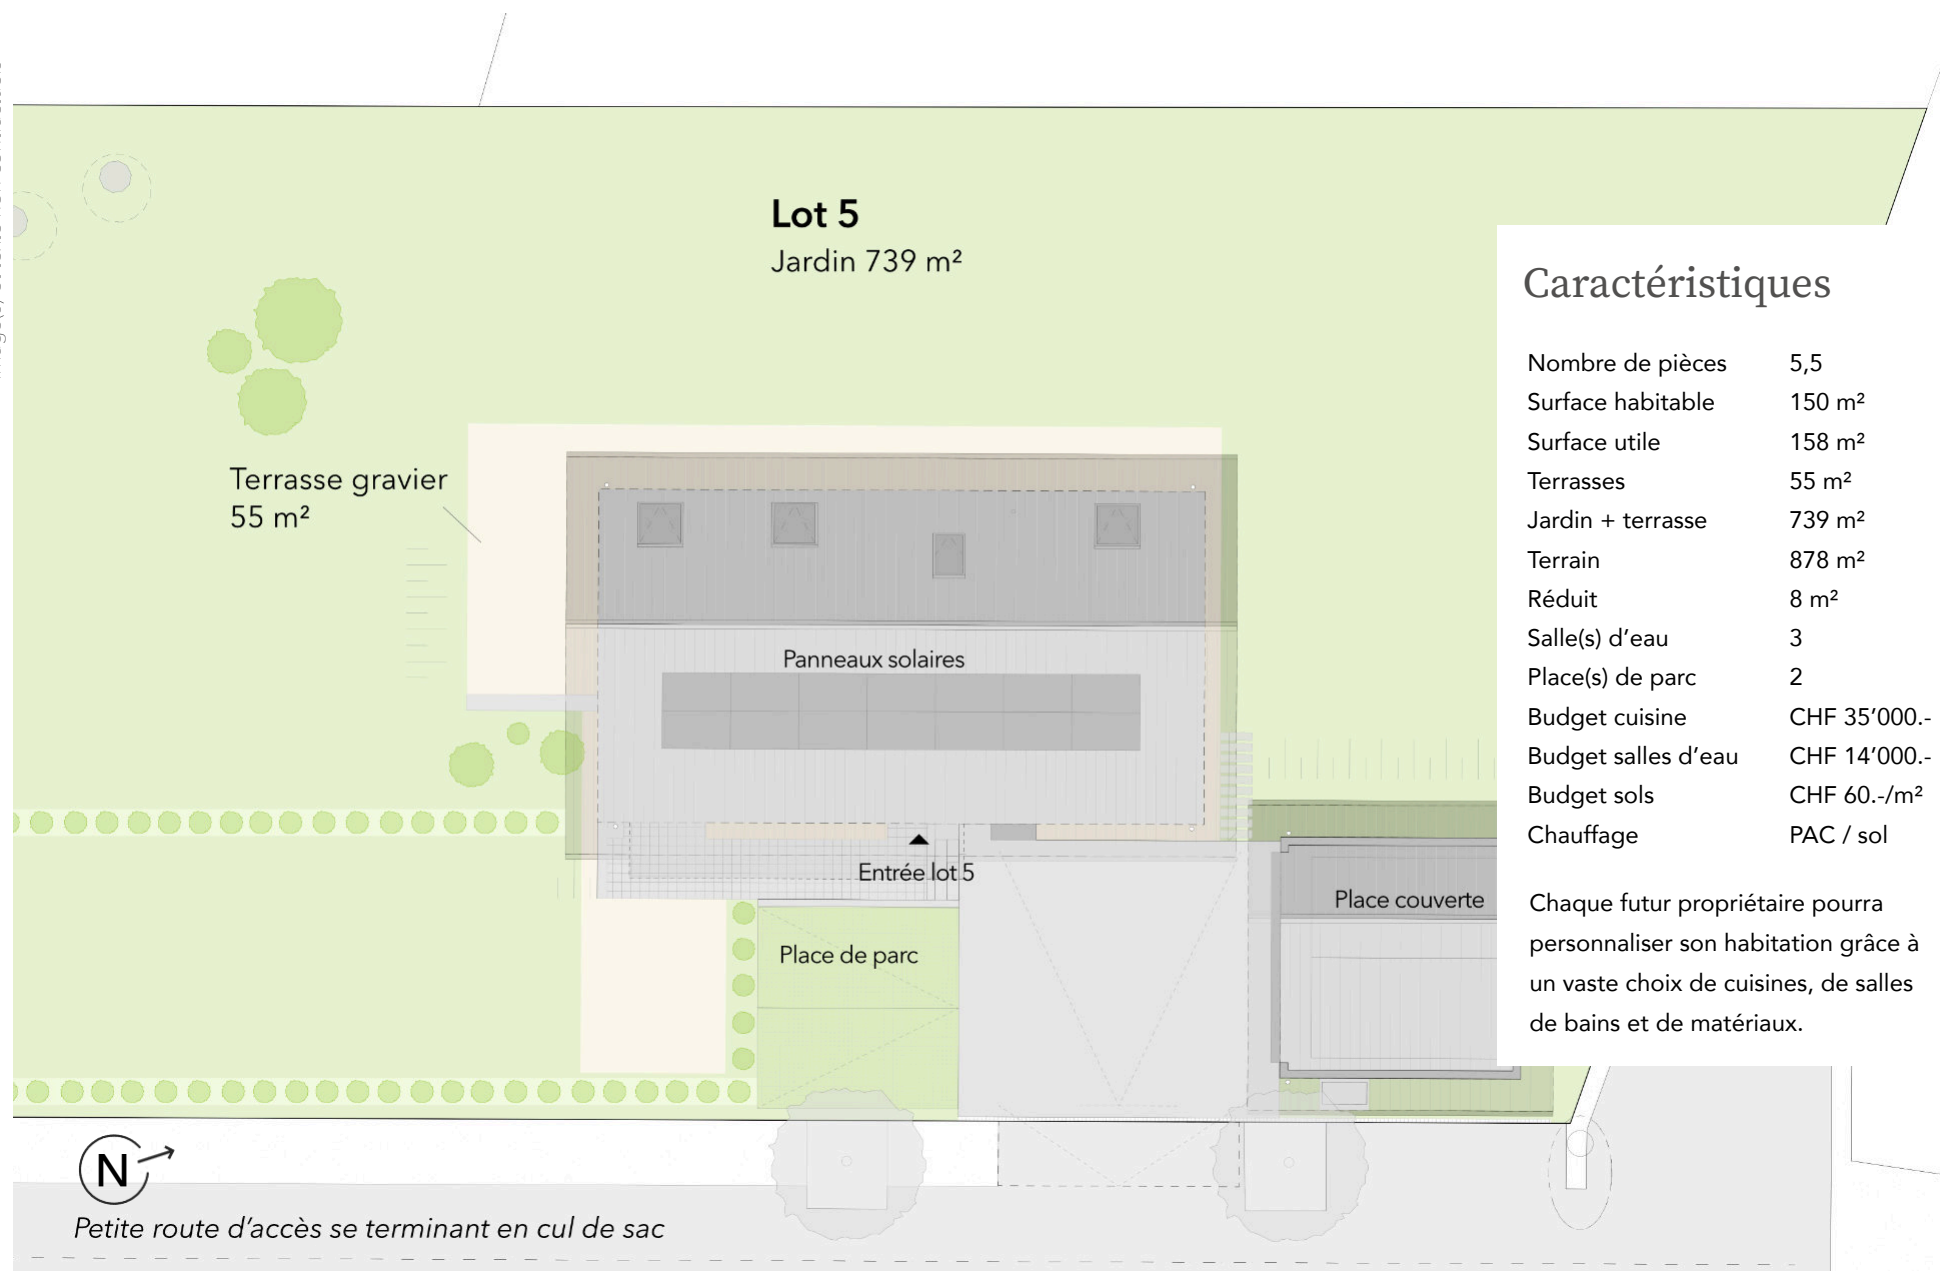 Lot 5
Jardin 739 m²
Terrasse gravier
55 m²
Panneaux solaires
Entrée lot 5
Place de parc
Place couverte
N
Petite route d’accès se terminant en cul de sac
Caractéristiques
Nombre de pièces 5,5
Surface habitable 150 m²
Surface utile 158 m²
Terrasses 55 m²
Jardin + terrasse 739 m²
Terrain 878 m²
Réduit 8 m²
Salle(s) d’eau 3
Place(s) de parc 2
Budget cuisine CHF 35’000.-
Budget salles d’eau CHF 14’000.-
Budget sols CHF 60.-/m²
Chauffage PAC / sol
Chaque futur propriétaire pourra
personnaliser son habitation grâce à
un vaste choix de cuisines, de salles
de bains et de matériaux.